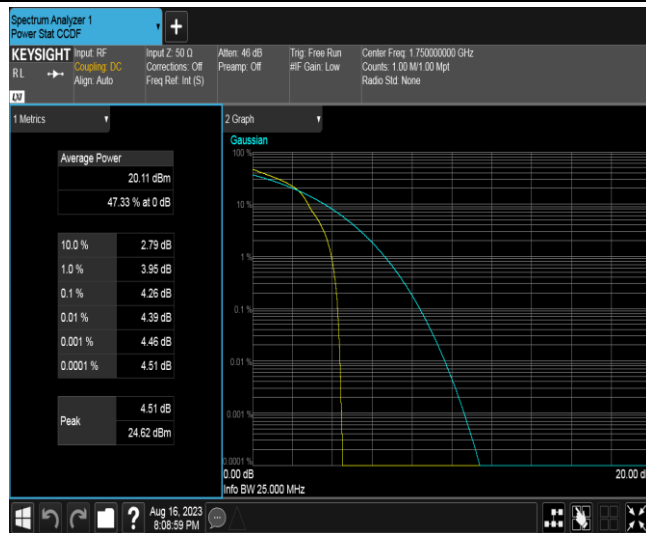 Spectrum Analyzer 1
Power Stat CCDF
+
KEYSIGHT
RL
Input: RF
Coupling: DC
Align: Auto
Input Z: 50 Ω
Corrections: Off
Freq Ref: Int (S)
Atten: 46 dB
Preamp: Off
Trig: Free Run
#IF Gain: Low
Center Freq: 1.750000000 GHz
Counts: 1.00 M/1.00 Mpt
Radio Std: None
LXI
1 Metrics
Average Power
20.11 dBm
47.33 % at 0 dB
10.0 % 2.79 dB
1.0 % 3.95 dB
0.1 % 4.26 dB
0.01 % 4.39 dB
0.001 % 4.46 dB
0.0001 % 4.51 dB
Peak
4.51 dB
24.62 dBm
2 Graph
Gaussian
100 %
10 %
1 %
0.1 %
0.01 %
0.001 %
0.0001 %
0.00 dB
20.00 d
Info BW 25.000 MHz
?
Aug 16, 2023
8:08:59 PM